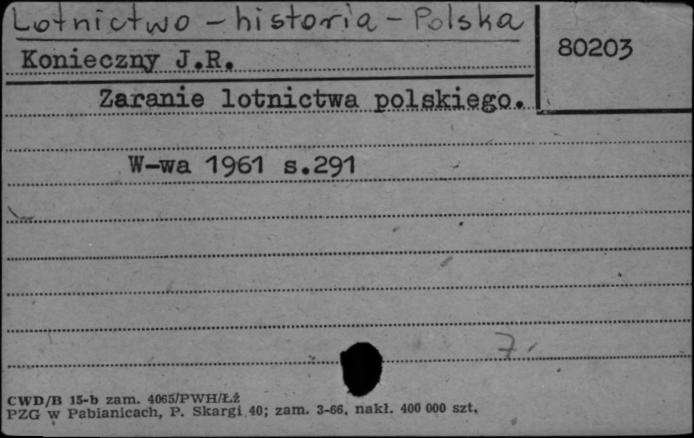 Lotnictwo - historia - Polska
Konieczny J.R.
80203
Zaranie lotnictwa polskiego.
W-wa 1961 s.291
7.
CWD/B 15-b zam. 4065/PWH/Łź
PZG w Pabianicach, P. Skargi 40; zam. 3-66, nakł. 400 000 szt.